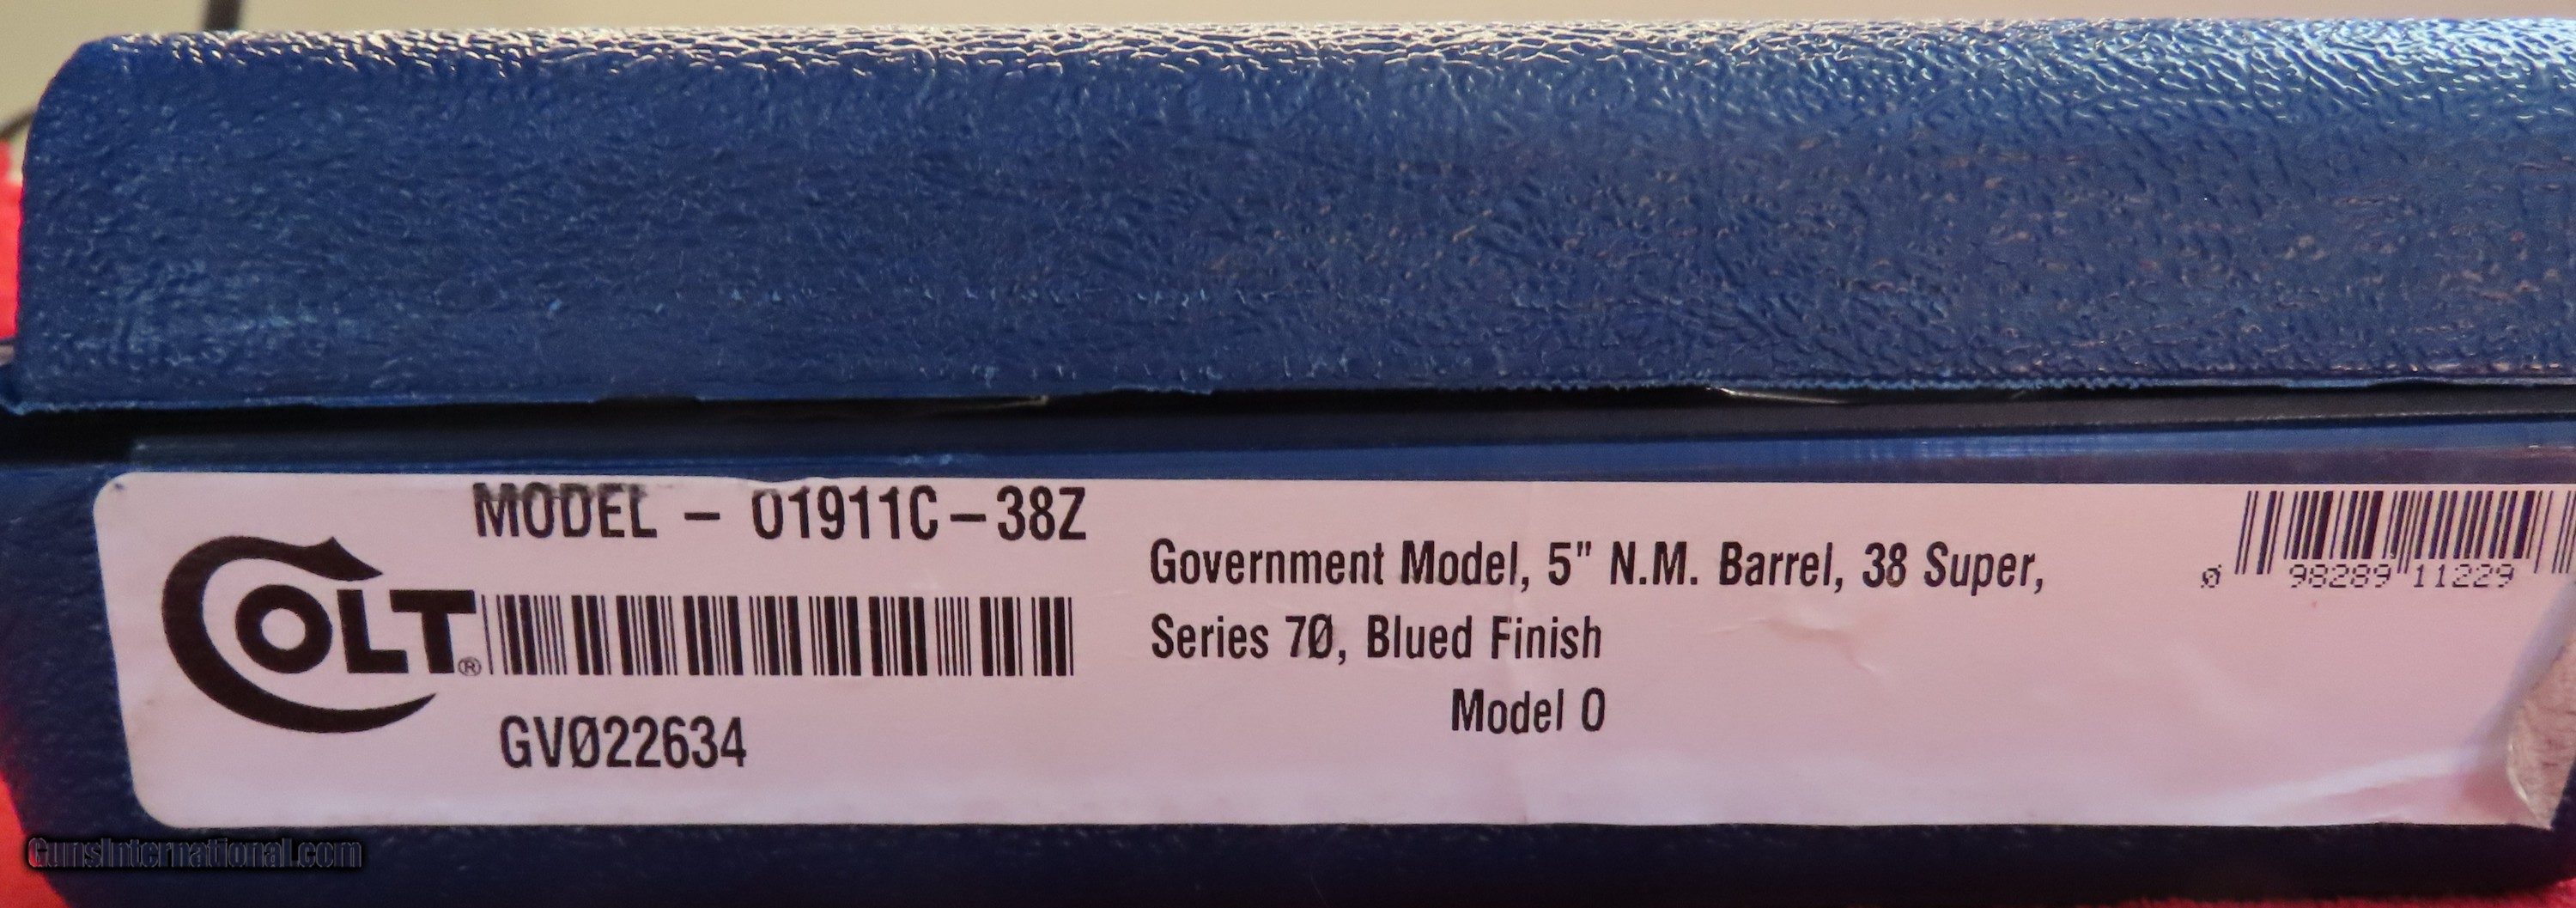 MODEL - O1911C-38Z
COLT®
GVØ22634
Government Model, 5" N.M. Barrel, 38 Super,
Series 7Ø, Blued Finish
Model O
Ø 98289 11229
GunsInternational.com